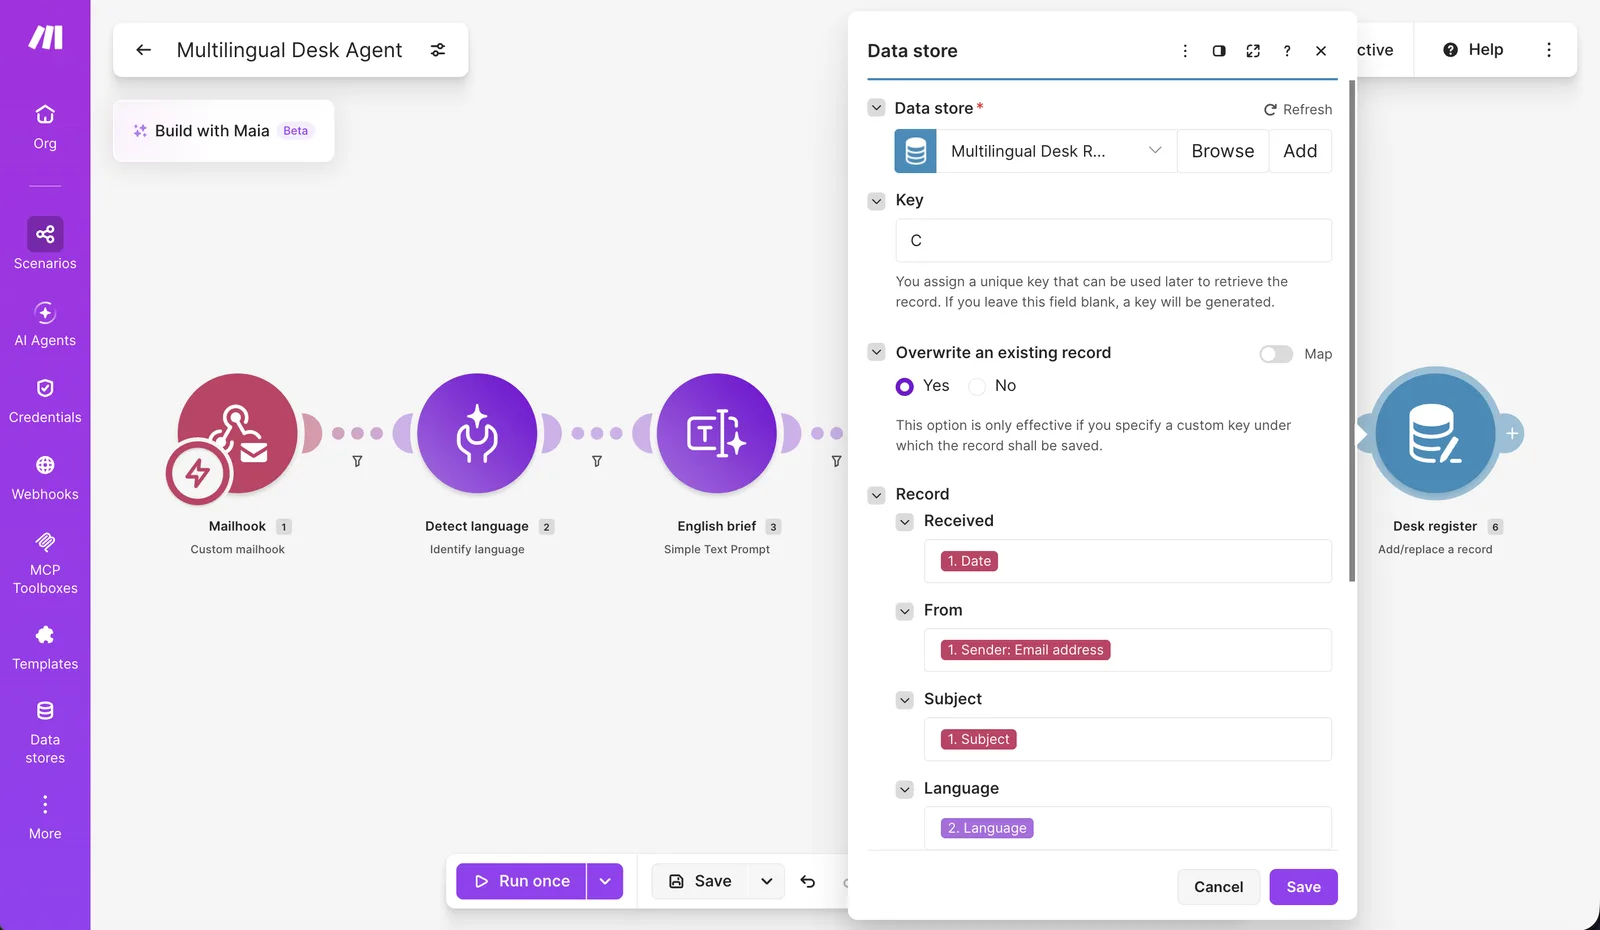 Multilingual Desk Agent
Build with Maia Beta
Org
Scenarios
AI Agents
Credentials
Webhooks
MCP
Toolboxes
Templates
Data
stores
More
Mailhook 1
Custom mailhook
Detect language 2
Identify language
English brief 3
Simple Text Prompt
Run once
Save
Data store
Data store*
Refresh
Multilingual Desk R...
Browse
Add
Key
C
You assign a unique key that can be used later to retrieve the
record. If you leave this field blank, a key will be generated.
Overwrite an existing record
Map
Yes
No
This option is only effective if you specify a custom key under
which the record shall be saved.
Record
Received
1. Date
From
1. Sender: Email address
Subject
1. Subject
Language
2. Language
Cancel
Save
ctive
Help
Desk register 6
Add/replace a record